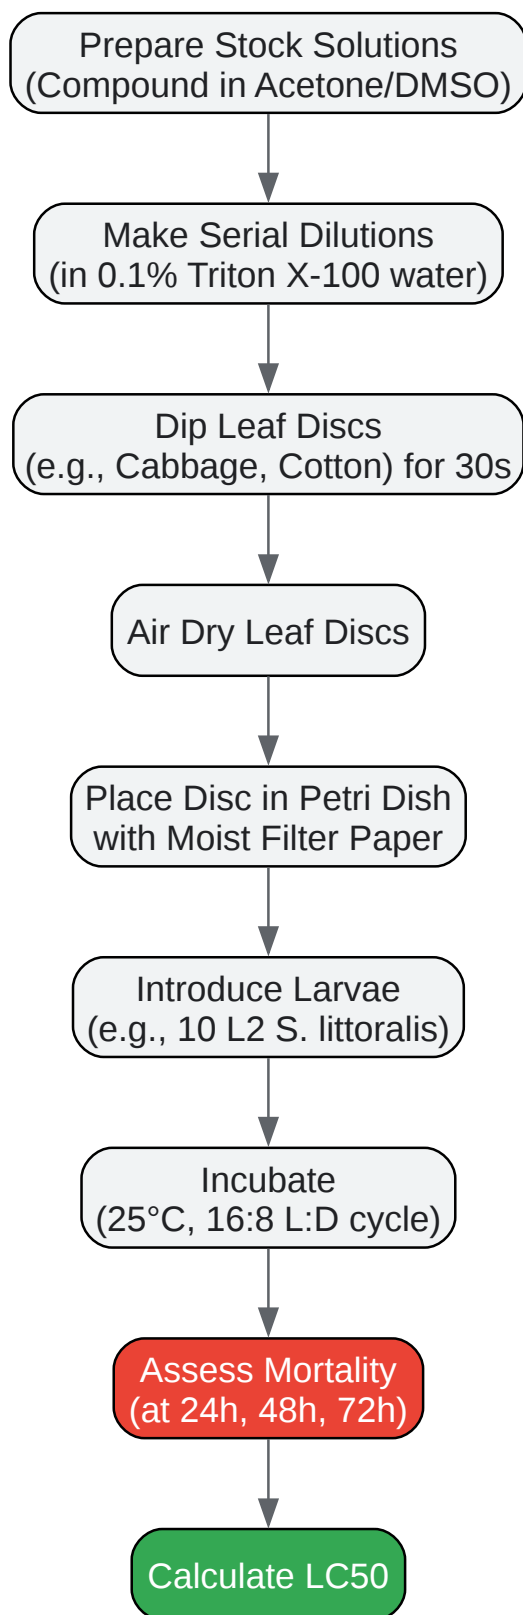 Prepare Stock Solutions
(Compound in Acetone/DMSO)
Make Serial Dilutions
(in 0.1% Triton X-100 water)
Dip Leaf Discs
(e.g., Cabbage, Cotton) for 30s
Air Dry Leaf Discs
Place Disc in Petri Dish
with Moist Filter Paper
Introduce Larvae
(e.g., 10 L2 S. littoralis)
Incubate
(25°C, 16:8 L:D cycle)
Assess Mortality
(at 24h, 48h, 72h)
Calculate LC50